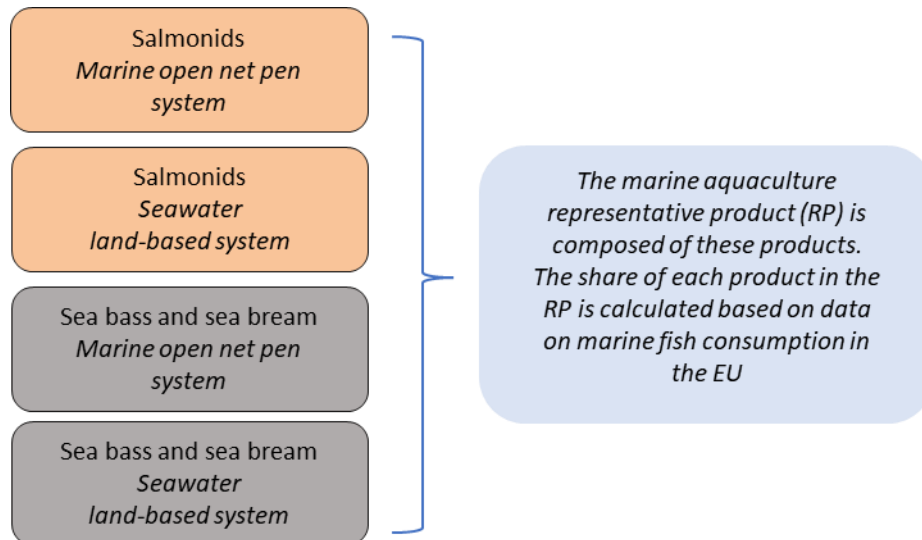 Salmonids
Marine open net pen
system
Salmonids
Seawater
land-based system
Sea bass and sea bream
Marine open net pen
system
Sea bass and sea bream
Seawater
land-based system
The marine aquaculture
representative product (RP) is
composed of these products.
The share of each product in the
RP is calculated based on data
on marine fish consumption in
the EU